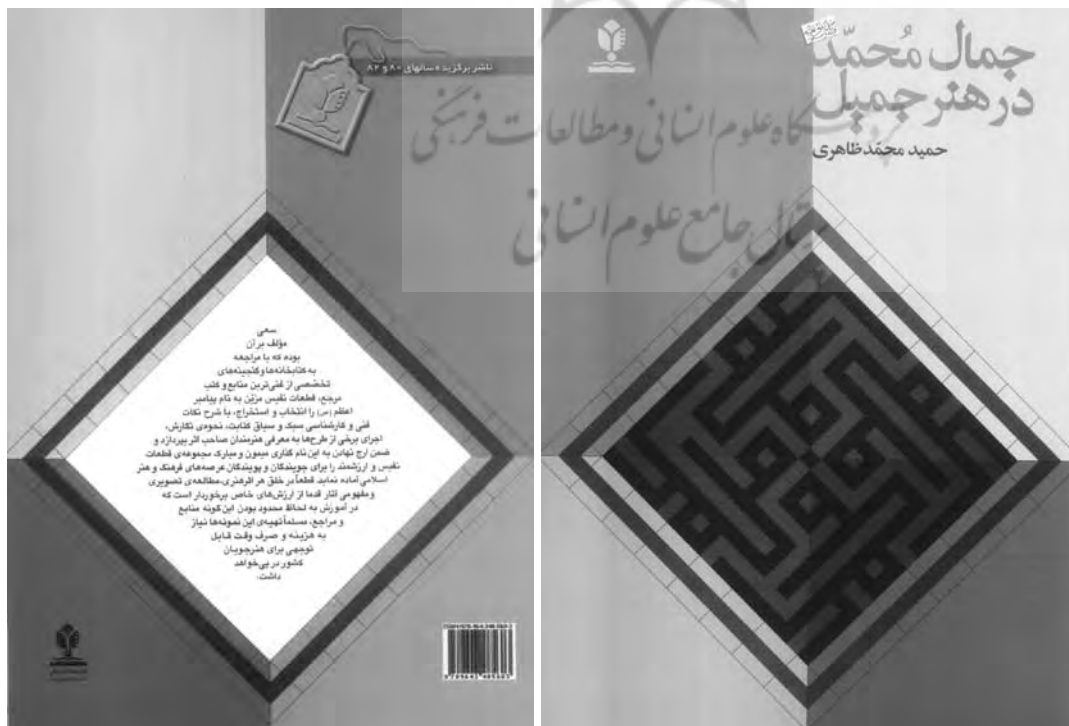 جمال مُحمّد
در هنر جمیل
حمید محمّد ظاهری
پژوهشگاه علوم انسانی و مطالعات فرهنگی
پرتال جامع علوم انسانی
ناشر برگزیده سالهای ۸۰ و ۸۲
سعی
مؤلف بر آن
بوده که با مراجعه
به کتابخانه‌ها و گنجینه‌های
تخصّصی از غنی‌ترین منابع و کتب
مرجع، قطعات نفیس مزیّن به نام پیامبر
اعظم (ص) را انتخاب و استخراج، با شرح نکات
فنی و کارشناسی سبک و سیاق کتابت، نحوه‌ی نگارش،
اجرای برخی از طرح‌ها به معرفی هنرمندان صاحب اثر بپردازد و
ضمن ارج نهادن به این نام گذاری میمون و مبارک مجموعه‌ی قطعات
نفیس و ارزشمند را برای جویندگان و پویندگان عرصه‌های فرهنگ و هنر
اسلامی آماده نماید. قطعاً در خلق هر اثر هنری، مطالعه‌ی تصویری
و مفهومی آثار قدما از ارزش‌های خاص برخوردار است که
در آموزش به لحاظ محدود بودن این گونه منابع
و مراجع، مسلماً تهیه‌ی این نمونه‌ها نیاز
به هزینه و صرف وقت قابل
توجهی برای هنرجویان
کشور در پی خواهد
داشت.